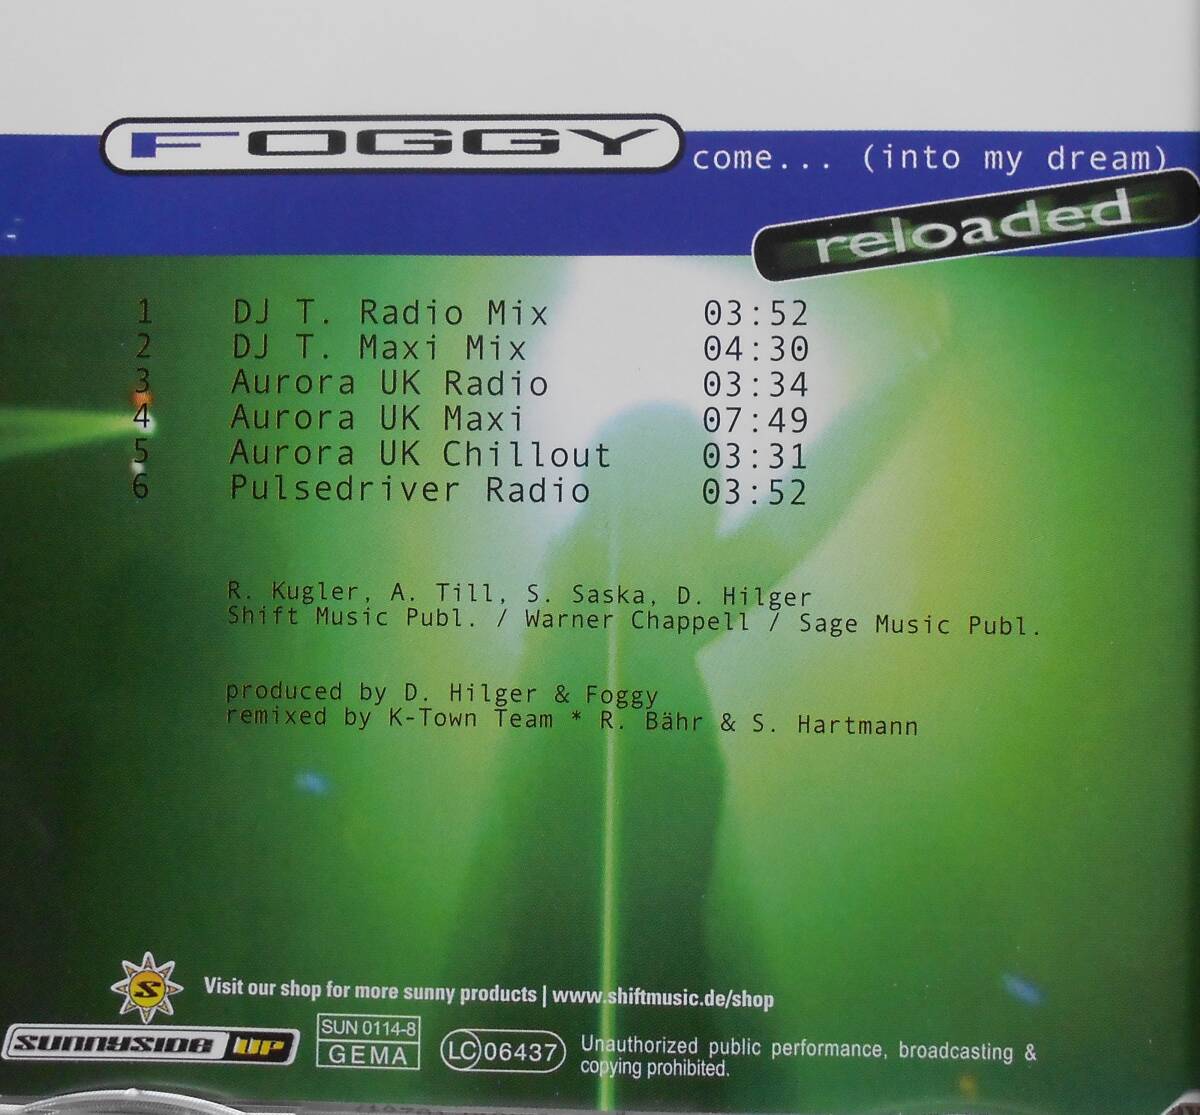 FOGGY come... (into my dream)
reloaded
1 DJ T. Radio Mix 03:52
2 DJ T. Maxi Mix 04:30
3 Aurora UK Radio 03:34
4 Aurora UK Maxi 07:49
5 Aurora UK Chillout 03:31
6 Pulsedriver Radio 03:52
R. Kugler, A. Till, S. Saska, D. Hilger
Shift Music Publ. / Warner Chappell / Sage Music Publ.
produced by D. Hilger & Foggy
remixed by K-Town Team * R. Bähr & S. Hartmann
S
Visit our shop for more sunny products | www.shiftmusic.de/shop
SUNNYSIDE UP
SUN 0114-8
GEMA
LC 06437
Unauthorized public performance, broadcasting &
copying prohibited.